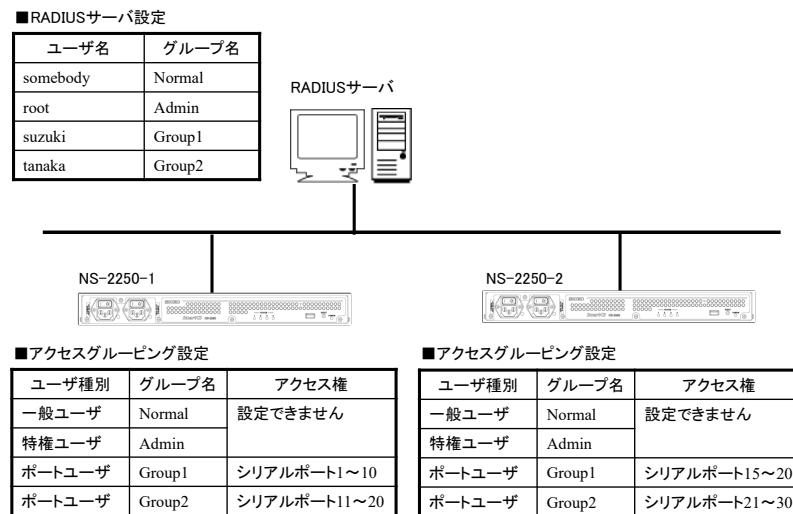 ■RADIUSサーバ設定
ユーザ名 グループ名
somebody Normal
root Admin
suzuki Group1
tanaka Group2
RADIUSサーバ
NS-2250-1
NS-2250-2
■アクセスグルーピング設定
ユーザ種別 グループ名 アクセス権
一般ユーザ Normal 設定できません
特権ユーザ Admin
ポートユーザ Group1 シリアルポート1～10
ポートユーザ Group2 シリアルポート11～20
■アクセスグルーピング設定
ユーザ種別 グループ名 アクセス権
一般ユーザ Normal 設定できません
特権ユーザ Admin
ポートユーザ Group1 シリアルポート15～20
ポートユーザ Group2 シリアルポート21～30